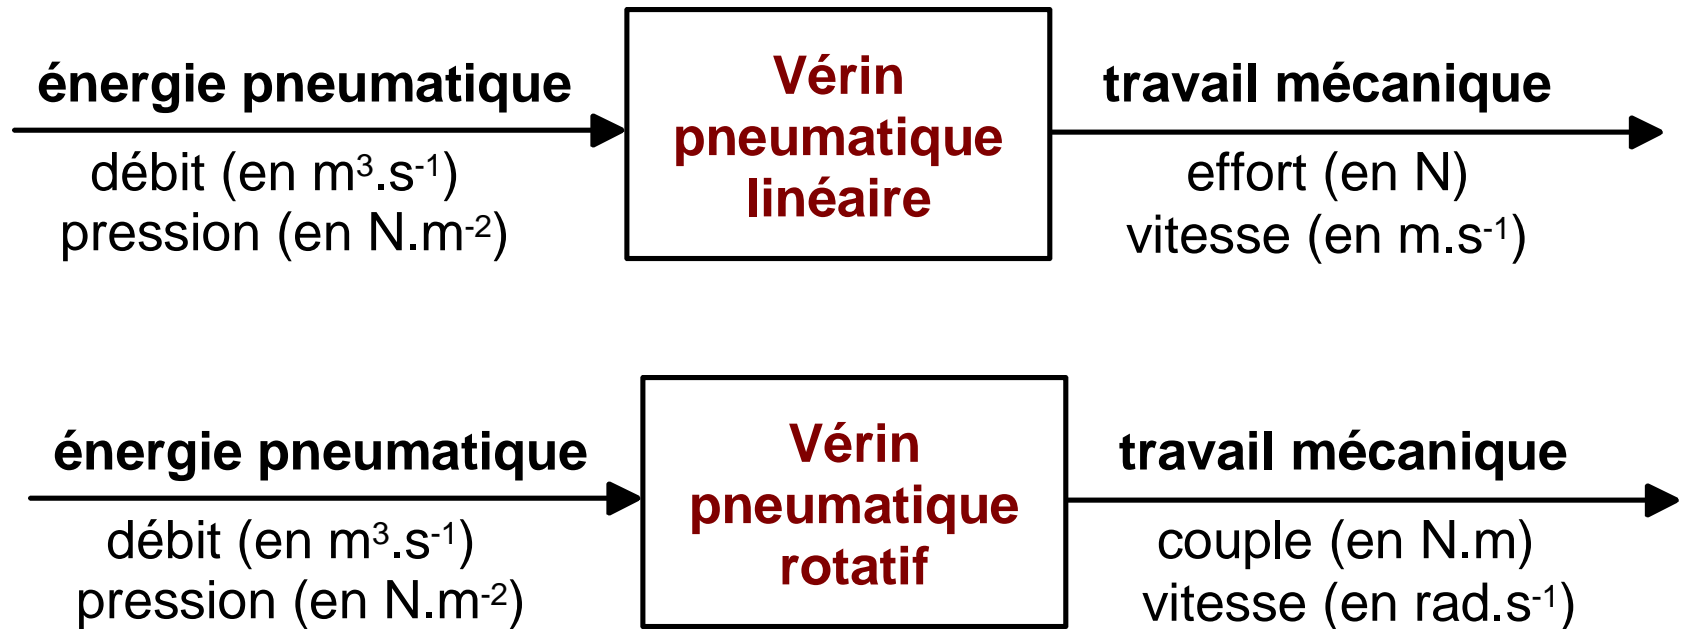 énergie pneumatique
débit (en m³.s⁻¹)
pression (en N.m⁻²)
Vérin
pneumatique
linéaire
travail mécanique
effort (en N)
vitesse (en m.s⁻¹)
énergie pneumatique
débit (en m³.s⁻¹)
pression (en N.m⁻²)
Vérin
pneumatique
rotatif
travail mécanique
couple (en N.m)
vitesse (en rad.s⁻¹)